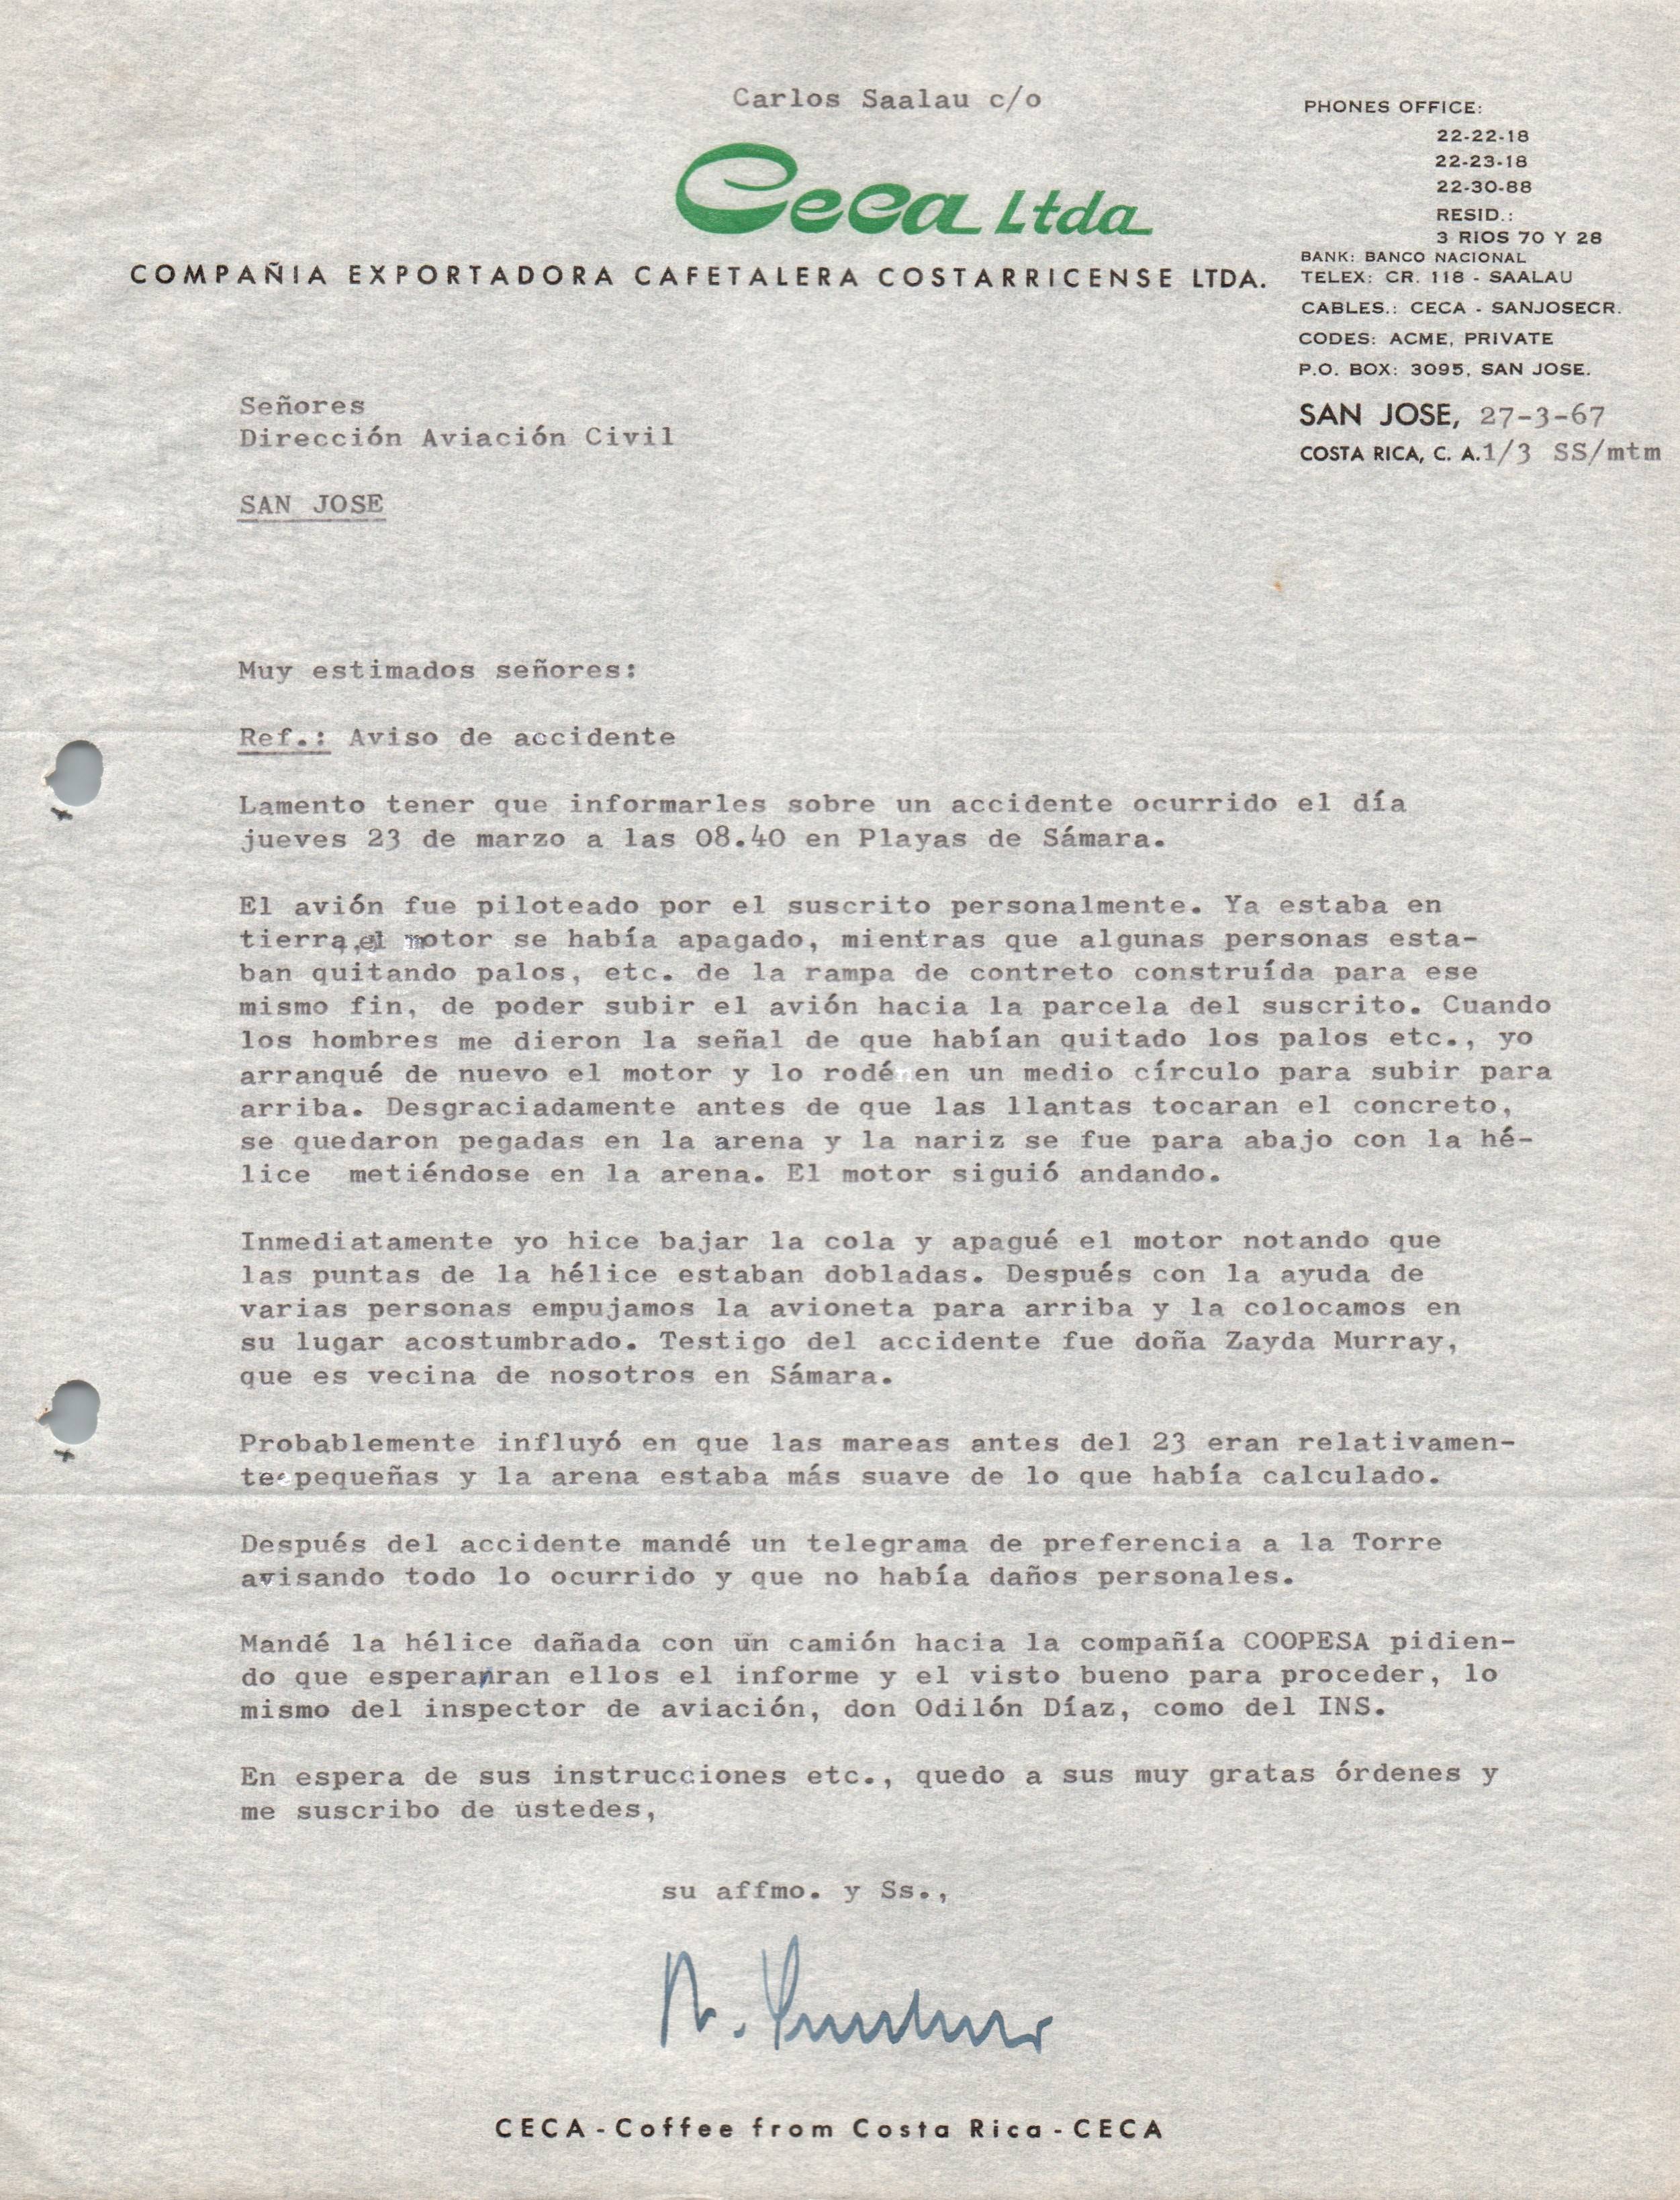 Carlos Saalau c/o
Ceca Ltda
COMPAÑIA EXPORTADORA CAFETALERA COSTARRICENSE LTDA.
PHONES OFFICE:
22-22-18
22-23-18
22-30-88
RESID.:
3 RIOS 70 Y 28
BANK: BANCO NACIONAL
TELEX: CR. 118 - SAALAU
CABLES.: CECA - SANJOSECR.
CODES: ACME, PRIVATE
P.O. BOX: 3095, SAN JOSE.
SAN JOSE, 27-3-67
COSTA RICA, C. A. 1/3 SS/mtm
Señores
Dirección Aviación Civil
SAN JOSE
Muy estimados señores:
Ref.: Aviso de accidente
Lamento tener que informarles sobre un accidente ocurrido el día
jueves 23 de marzo a las 08.40 en Playas de Sámara.
El avión fue piloteado por el suscrito personalmente. Ya estaba en
tierra,el motor se había apagado, mientras que algunas personas esta-
ban quitando palos, etc. de la rampa de contreto construída para ese
mismo fin, de poder subir el avión hacia la parcela del suscrito. Cuando
los hombres me dieron la señal de que habían quitado los palos etc., yo
arranqué de nuevo el motor y lo rodé en un medio círculo para subir para
arriba. Desgraciadamente antes de que las llantas tocaran el concreto,
se quedaron pegadas en la arena y la nariz se fue para abajo con la hé-
lice metiéndose en la arena. El motor siguió andando.
Inmediatamente yo hice bajar la cola y apagué el motor notando que
las puntas de la hélice estaban dobladas. Después con la ayuda de
varias personas empujamos la avioneta para arriba y la colocamos en
su lugar acostumbrado. Testigo del accidente fue doña Zayda Murray,
que es vecina de nosotros en Sámara.
Probablemente influyó en que las mareas antes del 23 eran relativamen-
te pequeñas y la arena estaba más suave de lo que había calculado.
Después del accidente mandé un telegrama de preferencia a la Torre
avisando todo lo ocurrido y que no había daños personales.
Mandé la hélice dañada con un camión hacia la compañía COOPESA pidien-
do que esperanran ellos el informe y el visto bueno para proceder, lo
mismo del inspector de aviación, don Odilón Díaz, como del INS.
En espera de sus instrucciones etc., quedo a sus muy gratas órdenes y
me suscribo de ustedes,
su affmo. y Ss.,
CECA - Coffee from Costa Rica - CECA